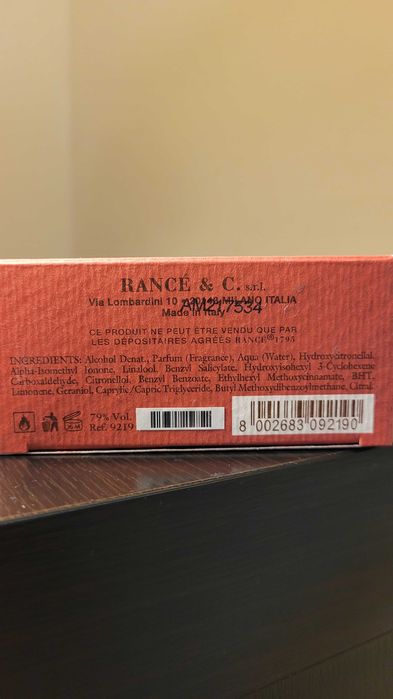 RANCÉ & C. s.r.l.
Via Lombardini 10 - 20143 MILANO ITALIA
AM217534
Made in Italy
CE PRODUIT NE PEUT ÊTRE VENDU QUE PAR
LES DÉPOSITAIRES AGRÉÉS RANCÉ® 1795
INGREDIENTS: Alcohol Denat., Parfum (Fragrance), Aqua (Water), Hydroxycitronellal,
Alpha-Isomethyl Ionone, Linalool, Benzyl Salicylate, Hydroxyisohexyl 3-Cyclohexene
Carboxaldehyde, Citronellol, Benzyl Benzoate, Ethylhexyl Methoxycinnamate, BHT,
Limonene, Geraniol, Caprylic/Capric Triglyceride, Butyl Methoxydibenzoylmethane, Citral.
36 M
79% Vol.
Réf. 9219
8 002683 092190